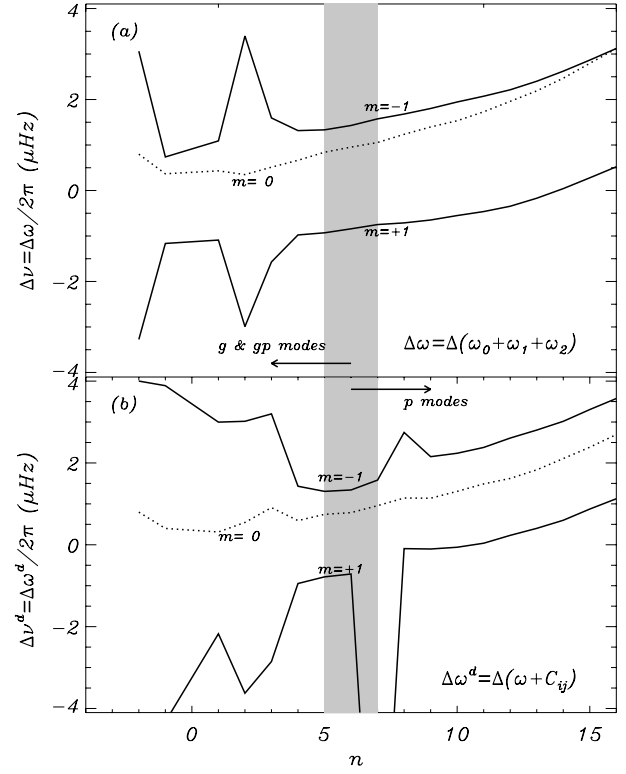 4
(a)
2
m=-1
m= 0
0
m=+1
-2
g & gp modes
Δω=Δ(ω₀+ω₁+ω₂)
-4
Δν=Δω/2π (μHz)
4
(b)
p modes
2
m=-1
m= 0
0
m=+1
-2
Δωᵈ=Δ(ω+Cᵢⱼ)
-4
Δνᵈ=Δωᵈ/2π (μHz)
0 5 10 15
n